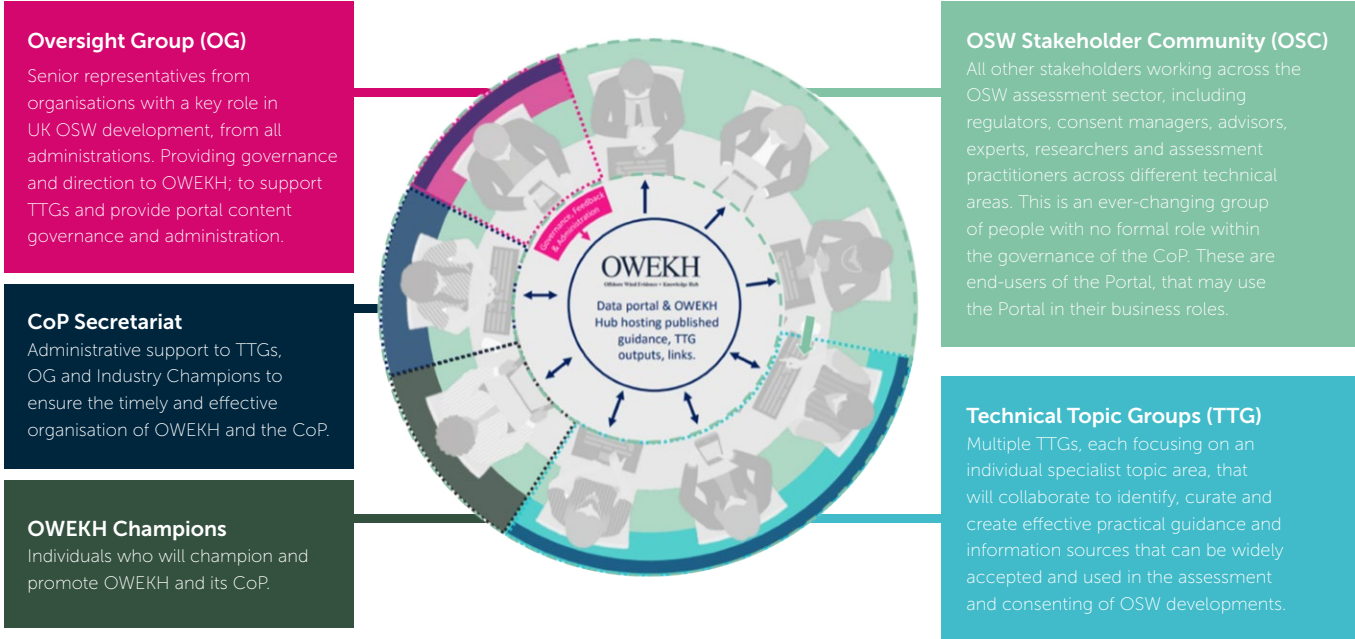 Oversight Group (OG)
Senior representatives from
organisations with a key role in
UK OSW development, from all
administrations. Providing governance
and direction to OWEKH; to support
TTGs and provide portal content
governance and administration.
CoP Secretariat
Administrative support to TTGs,
OG and Industry Champions to
ensure the timely and effective
organisation of OWEKH and the CoP.
OWEKH Champions
Individuals who will champion and
promote OWEKH and its CoP.
Governance, Feedback
& Administration
OWEKH
Offshore Wind Evidence + Knowledge Hub
Data portal & OWEKH
Hub hosting published
guidance, TTG
outputs, links.
OSW Stakeholder Community (OSC)
All other stakeholders working across the
OSW assessment sector, including
regulators, consent managers, advisors,
experts, researchers and assessment
practitioners across different technical
areas. This is an ever-changing group
of people with no formal role within
the governance of the CoP. These are
end-users of the Portal, that may use
the Portal in their business roles.
Technical Topic Groups (TTG)
Multiple TTGs, each focusing on an
individual specialist topic area, that
will collaborate to identify, curate and
create effective practical guidance and
information sources that can be widely
accepted and used in the assessment
and consenting of OSW developments.